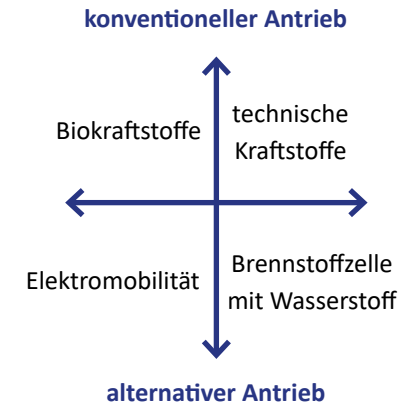 konventioneller Antrieb
Biokraftstoffe
technische
Kraftstoffe
Elektromobilität
Brennstoffzelle
mit Wasserstoff
alternativer Antrieb